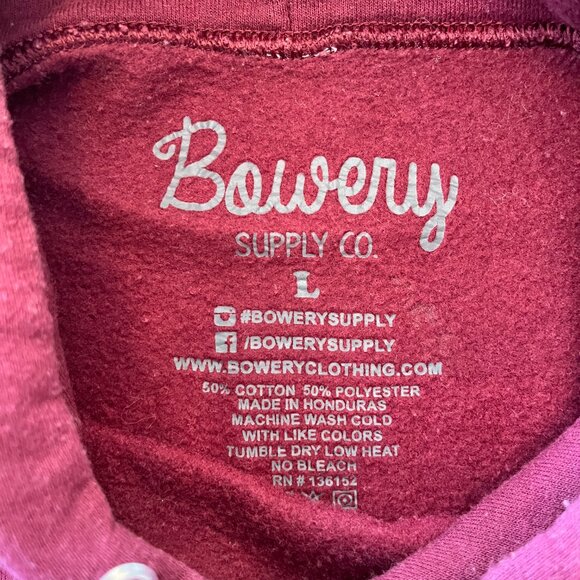 Bowery
SUPPLY CO.
L
#BOWERYSUPPLY
/BOWERYSUPPLY
WWW.BOWERYCLOTHING.COM
50% COTTON 50% POLYESTER
MADE IN HONDURAS
MACHINE WASH COLD
WITH LIKE COLORS
TUMBLE DRY LOW HEAT
NO BLEACH
RN # 136152